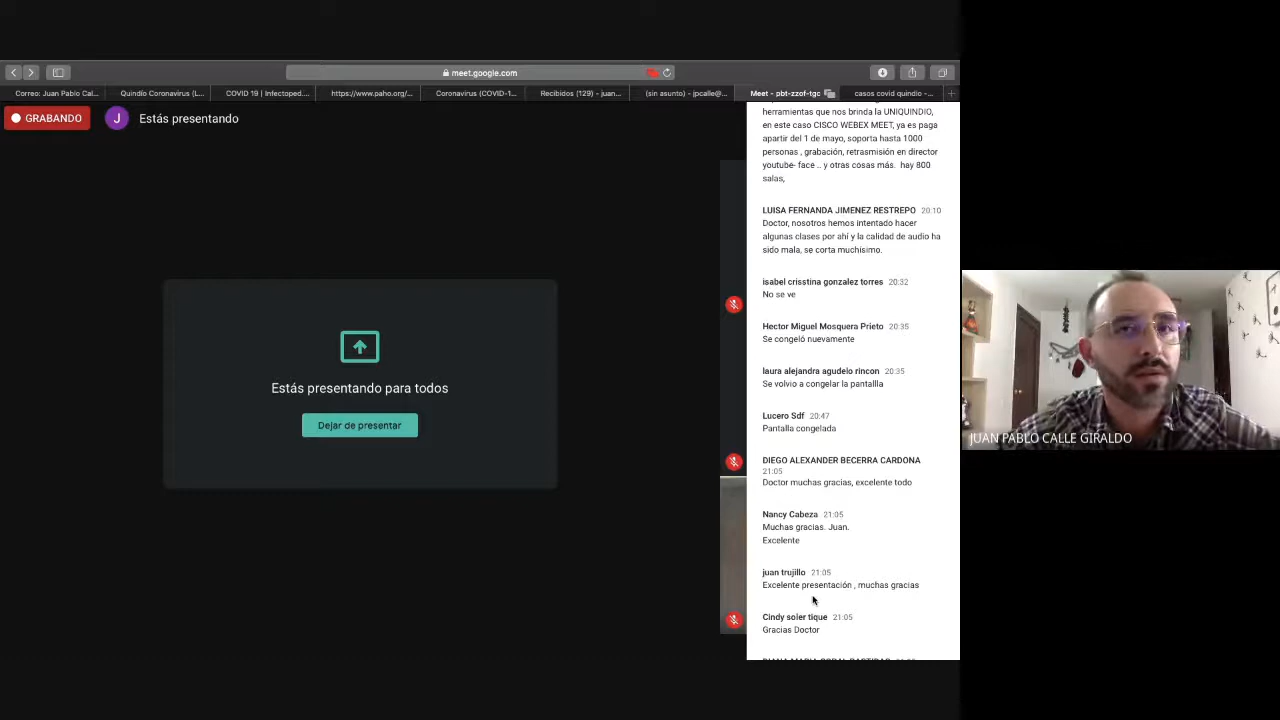 meet.google.com
Correo: Juan Pablo Cal...
Quindío Coronavirus (L...
COVID 19 | Infectoped...
https://www.paho.org/...
Coronavirus (COVID-1...
Recibidos (129) – juan...
(sin asunto) – jpcalle@...
Meet – pbt-zzof-tgc
casos covid quindio –...
GRABANDO
J
Estás presentando
Estás presentando para todos
Dejar de presentar
herramientas que nos brinda la UNIQUINDIO,
en este caso CISCO WEBEX MEET, ya es paga
apartir del 1 de mayo, soporta hasta 1000
personas , grabación, retrasmisión en director
youtube- face .. y otras cosas más. hay 800
salas,
LUISA FERNANDA JIMENEZ RESTREPO 20:10
Doctor, nosotros hemos intentado hacer
algunas clases por ahí y la calidad de audio ha
sido mala, se corta muchísimo.
isabel crisstina gonzalez torres 20:32
No se ve
Hector Miguel Mosquera Prieto 20:35
Se congeló nuevamente
laura alejandra agudelo rincon 20:35
Se volvio a congelar la pantallla
Lucero Sdf 20:47
Pantalla congelada
DIEGO ALEXANDER BECERRA CARDONA
21:05
Doctor muchas gracias, excelente todo
Nancy Cabeza 21:05
Muchas gracias. Juan.
Excelente
juan trujillo 21:05
Excelente presentación , muchas gracias
Cindy soler tique 21:05
Gracias Doctor
JUAN PABLO CALLE GIRALDO